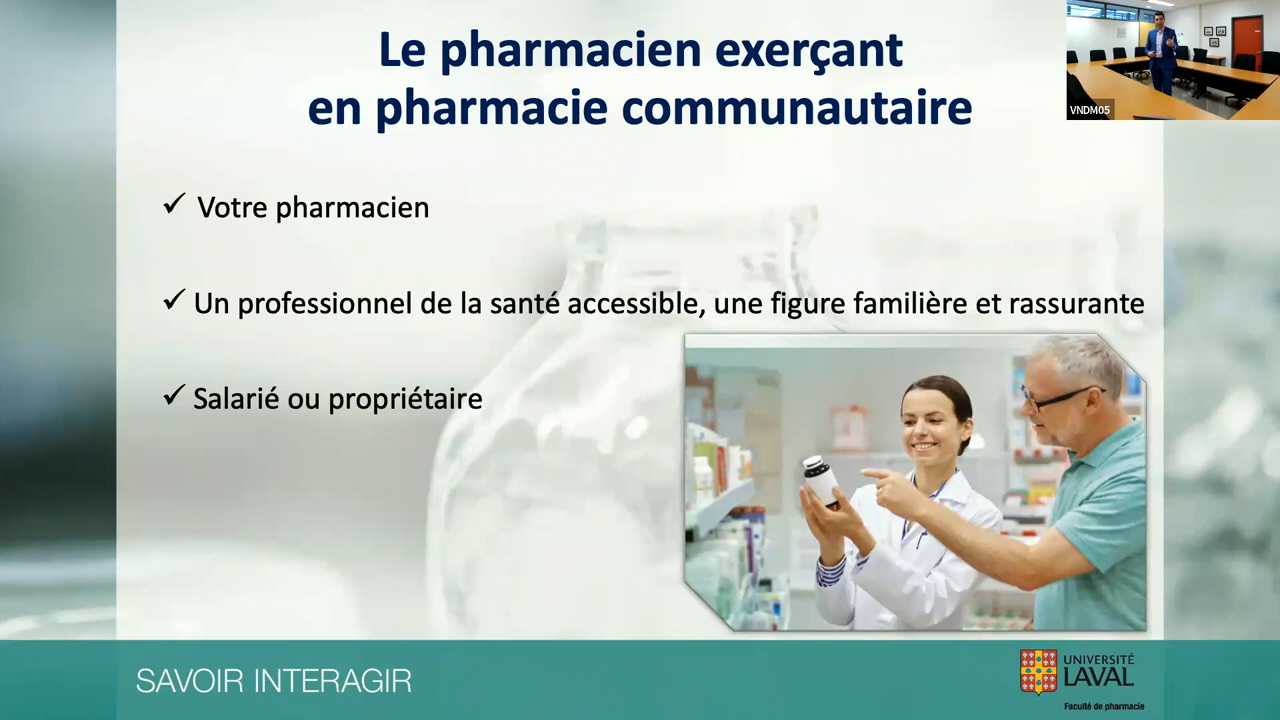 Le pharmacien exerçant
en pharmacie communautaire
VNDM05
✓ Votre pharmacien
✓ Un professionnel de la santé accessible, une figure familière et rassurante
✓ Salarié ou propriétaire
SAVOIR INTERAGIR
UNIVERSITÉ
LAVAL
Faculté de pharmacie